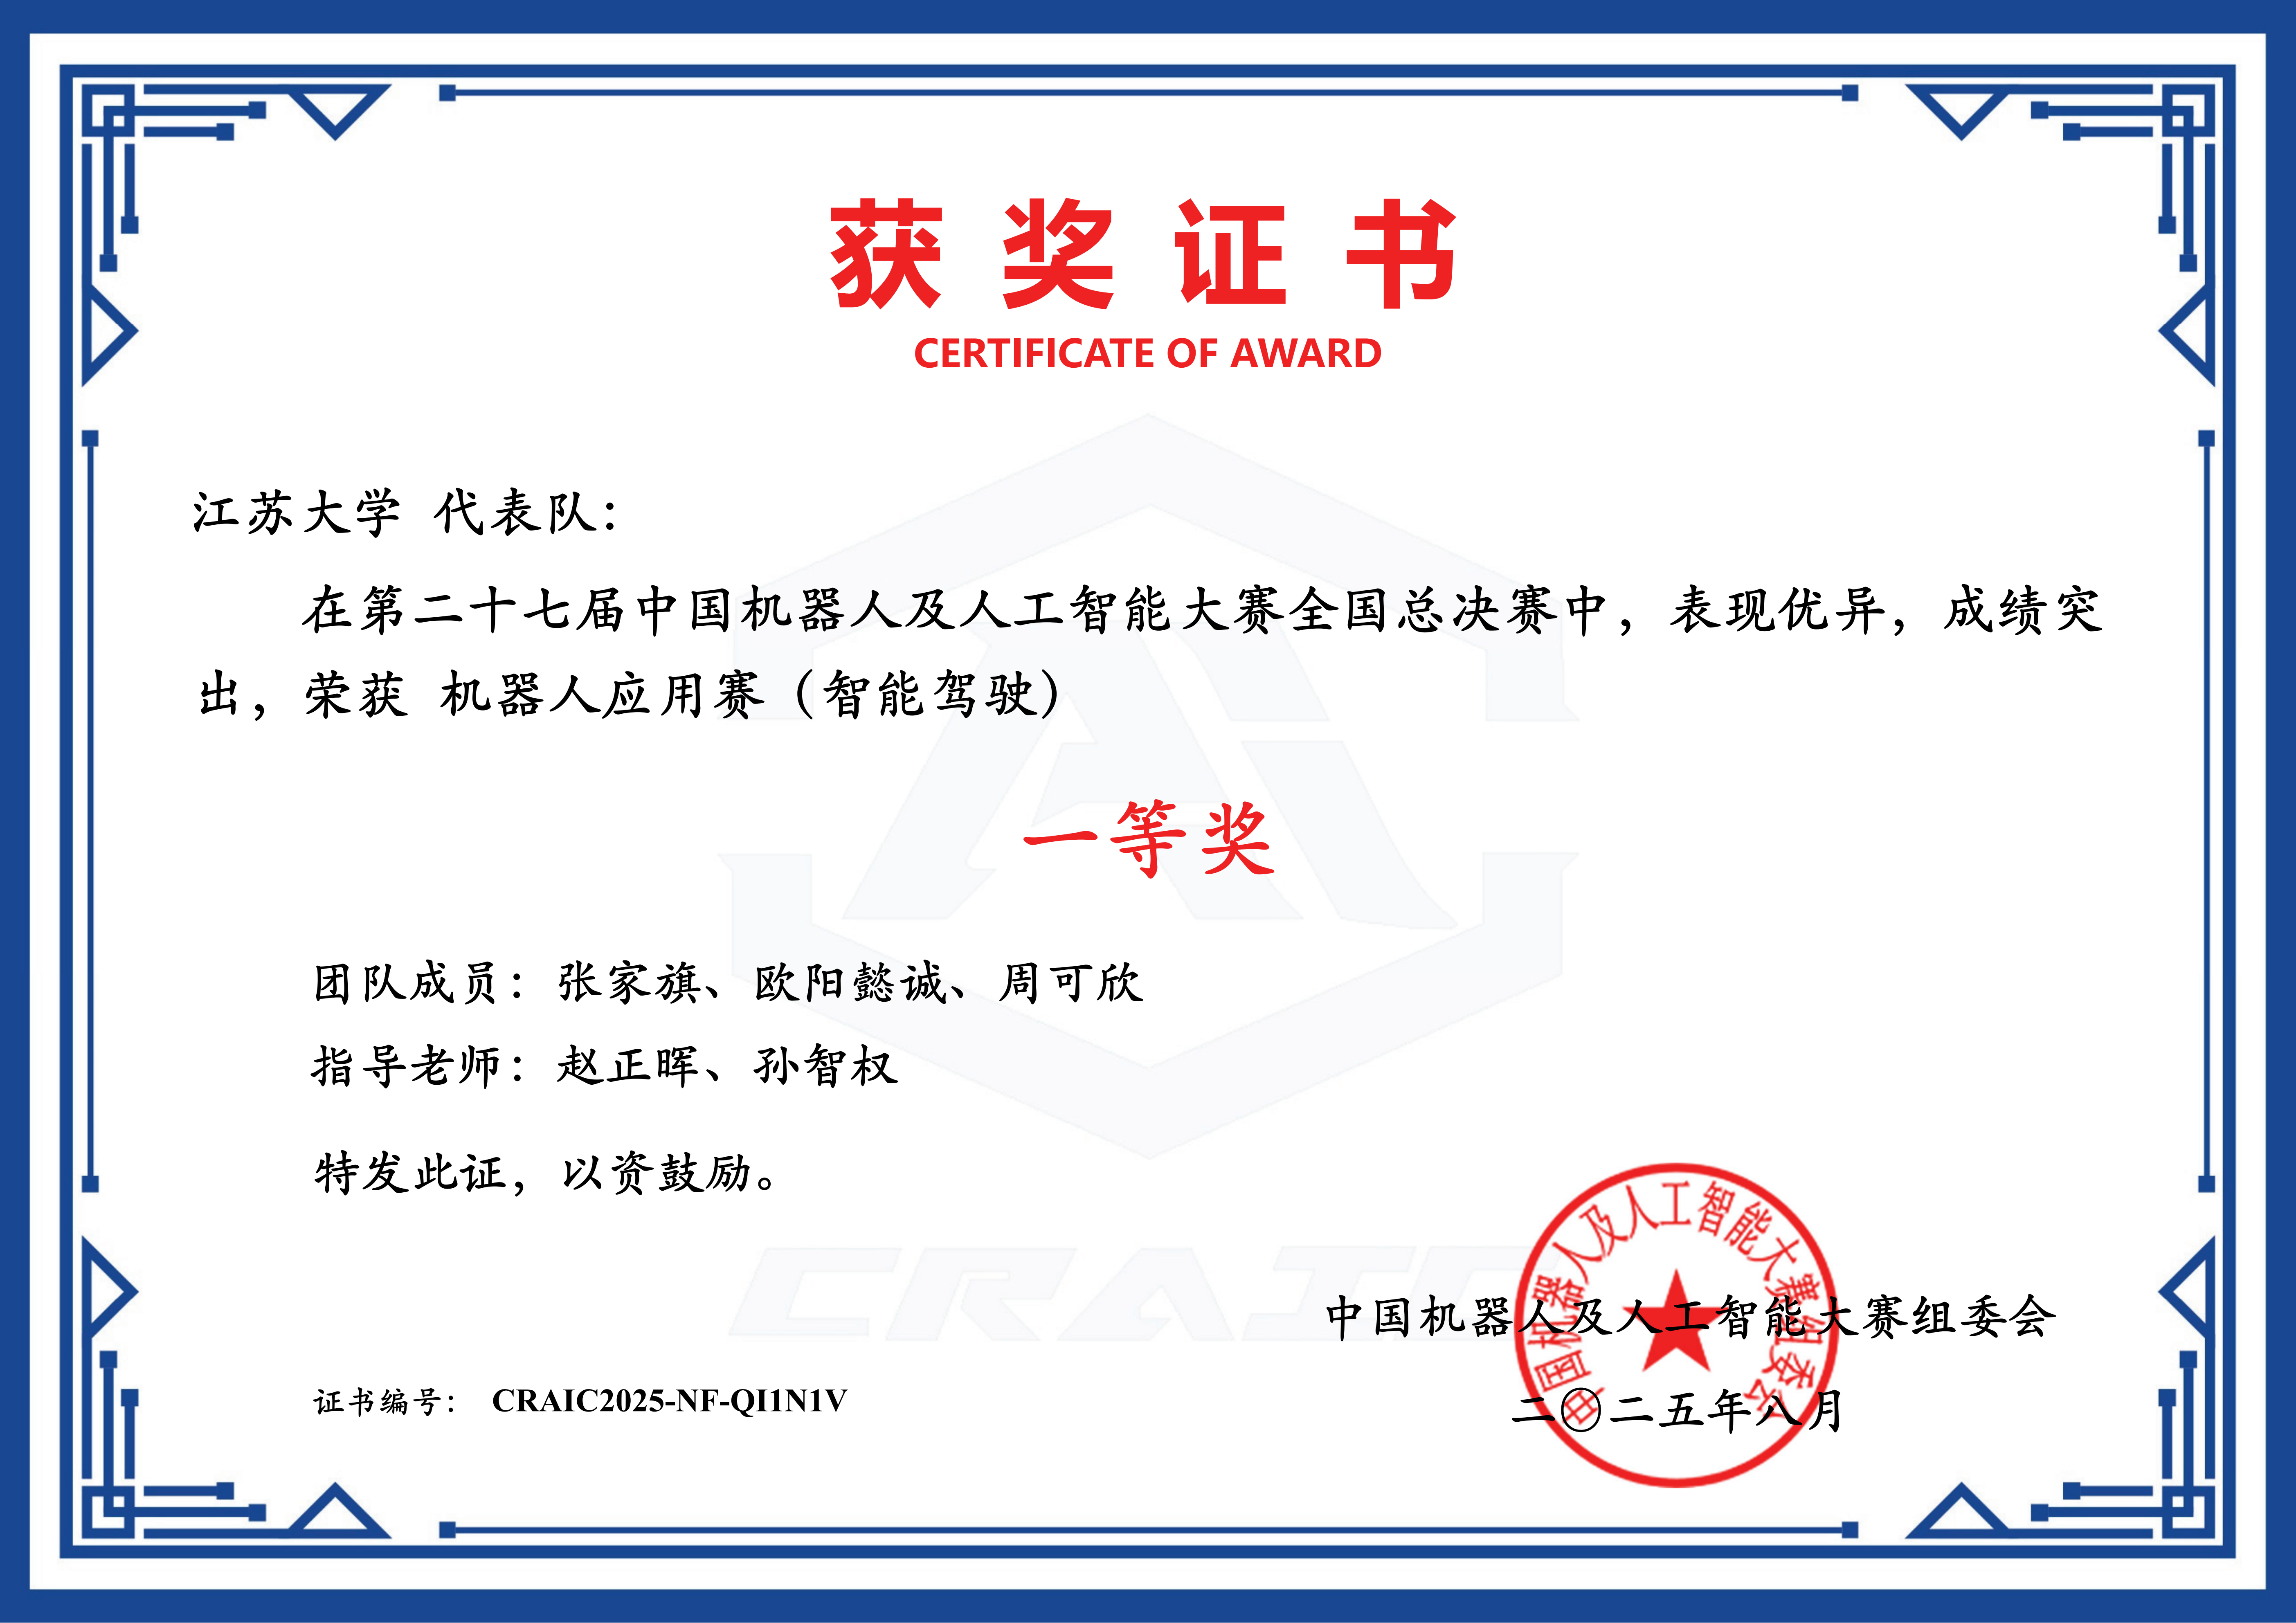 获奖证书
CERTIFICATE OF AWARD
江苏大学 代表队：
在第二十七届中国机器人及人工智能大赛全国总决赛中，表现优异，成绩突
出，荣获 机器人应用赛（智能驾驶）
一等奖
团队成员：张家旗、欧阳懿诚、周可欣
指导老师：赵正晖、孙智权
特发此证，以资鼓励。
CRAIC
中国机器人及人工智能大赛组委会
中国机器人及人工智能大赛组委会
二〇二五年八月
证书编号： CRAIC2025-NF-QI1N1V